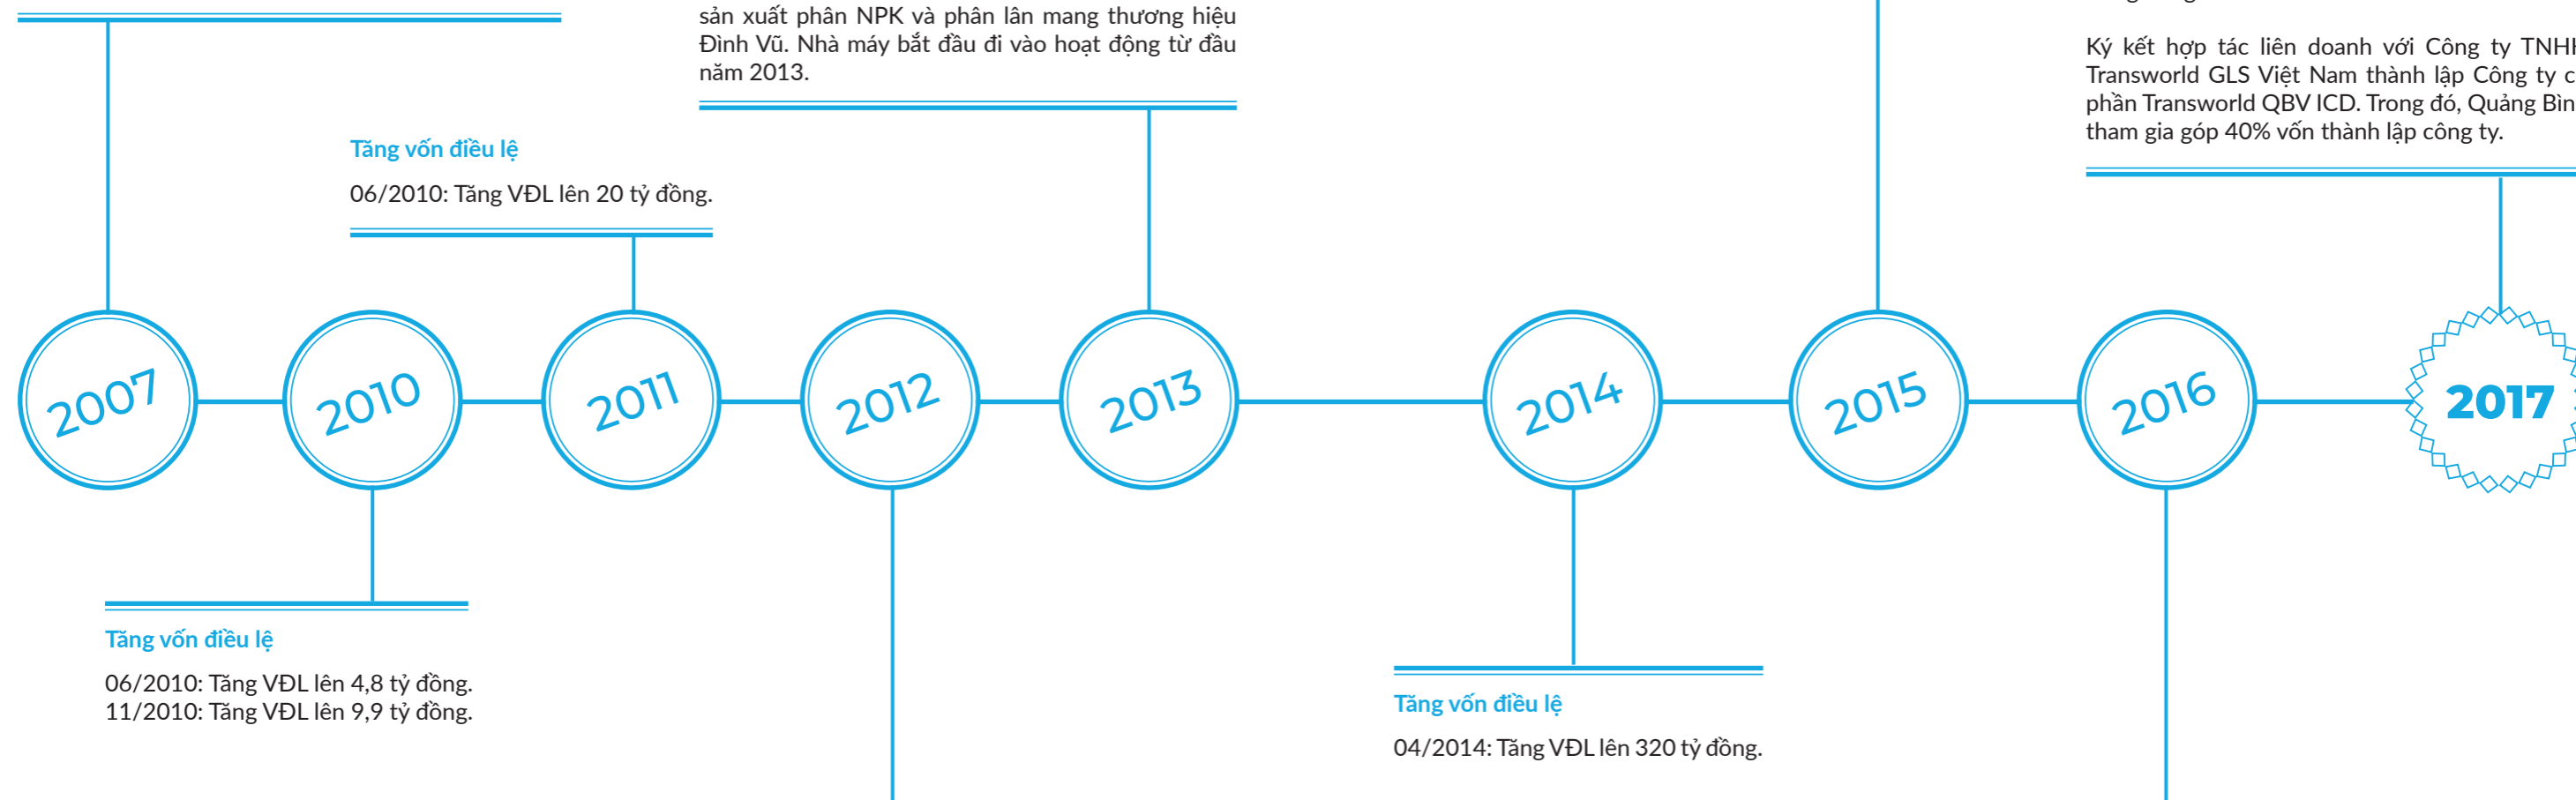 sản xuất phân NPK và phân lân mang thương hiệu
Đình Vũ. Nhà máy bắt đầu đi vào hoạt động từ đầu
năm 2013.
Ký kết hợp tác liên doanh với Công ty
Transworld GLS Việt Nam thành lập Công ty
phần Transworld QBV ICD. Trong đó, Quảng
tham gia góp 40% vốn thành lập công ty.
Tăng vốn điều lệ
06/2010: Tăng VĐL lên 20 tỷ đồng.
2007
2010
2011
2012
2013
2014
2015
2016
2017
Tăng vốn điều lệ
06/2010: Tăng VĐL lên 4,8 tỷ đồng.
11/2010: Tăng VĐL lên 9,9 tỷ đồng.
Tăng vốn điều lệ
04/2014: Tăng VĐL lên 320 tỷ đồng.